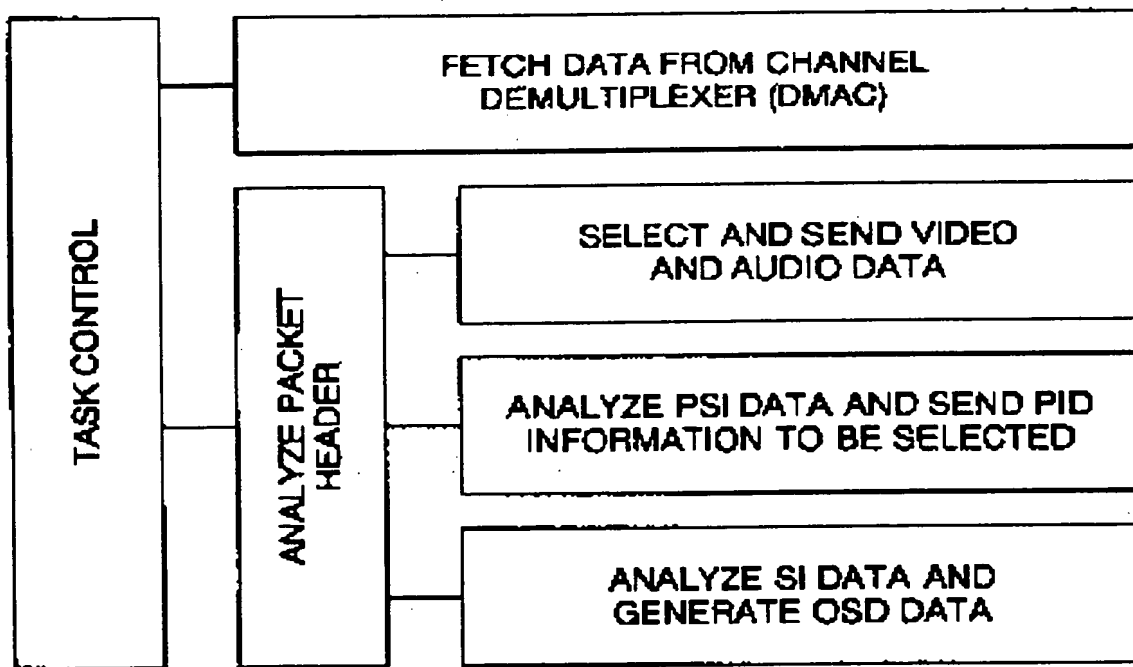 TASK CONTROL
FETCH DATA FROM CHANNEL
DEMULTIPLEXER (DMAC)
ANALYZE PACKET
HEADER
SELECT AND SEND VIDEO
AND AUDIO DATA
ANALYZE PSI DATA AND SEND PID
INFORMATION TO BE SELECTED
ANALYZE SI DATA AND
GENERATE OSD DATA